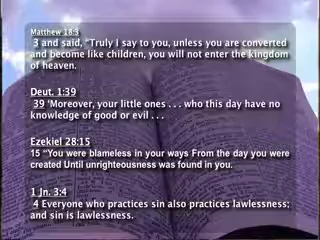 Matthew 18:3
3 and said, "Truly I say to you, unless you are converted
and become like children, you will not enter the kingdom
of heaven.
Deut. 1:39
39 'Moreover, your little ones . . . who this day have no
knowledge of good or evil . . .
Ezekiel 28:15
15 "You were blameless in your ways From the day you were
created Until unrighteousness was found in you.
1 Jn. 3:4
4 Everyone who practices sin also practices lawlessness;
and sin is lawlessness.